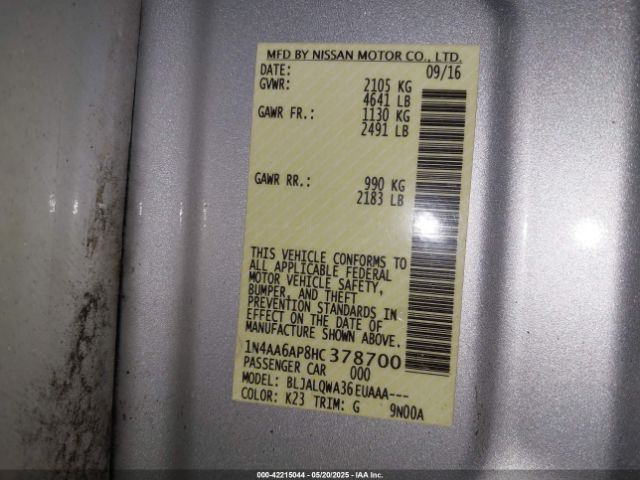 MFD BY NISSAN MOTOR CO., LTD.
DATE: 09/16
GVWR: 2105 KG
4641 LB
GAWR FR.: 1130 KG
2491 LB
GAWR RR.: 990 KG
2183 LB
THIS VEHICLE CONFORMS TO
ALL APPLICABLE FEDERAL
MOTOR VEHICLE SAFETY,
BUMPER, AND THEFT
PREVENTION STANDARDS IN
EFFECT ON THE DATE OF
MANUFACTURE SHOWN ABOVE.
1N4AA6AP8HC378700
PASSENGER CAR 000
MODEL: BLJALQWA36EUAAA---
COLOR: K23 TRIM: G 9N00A
000-42215044 - 05/20/2025 - IAAI Inc.